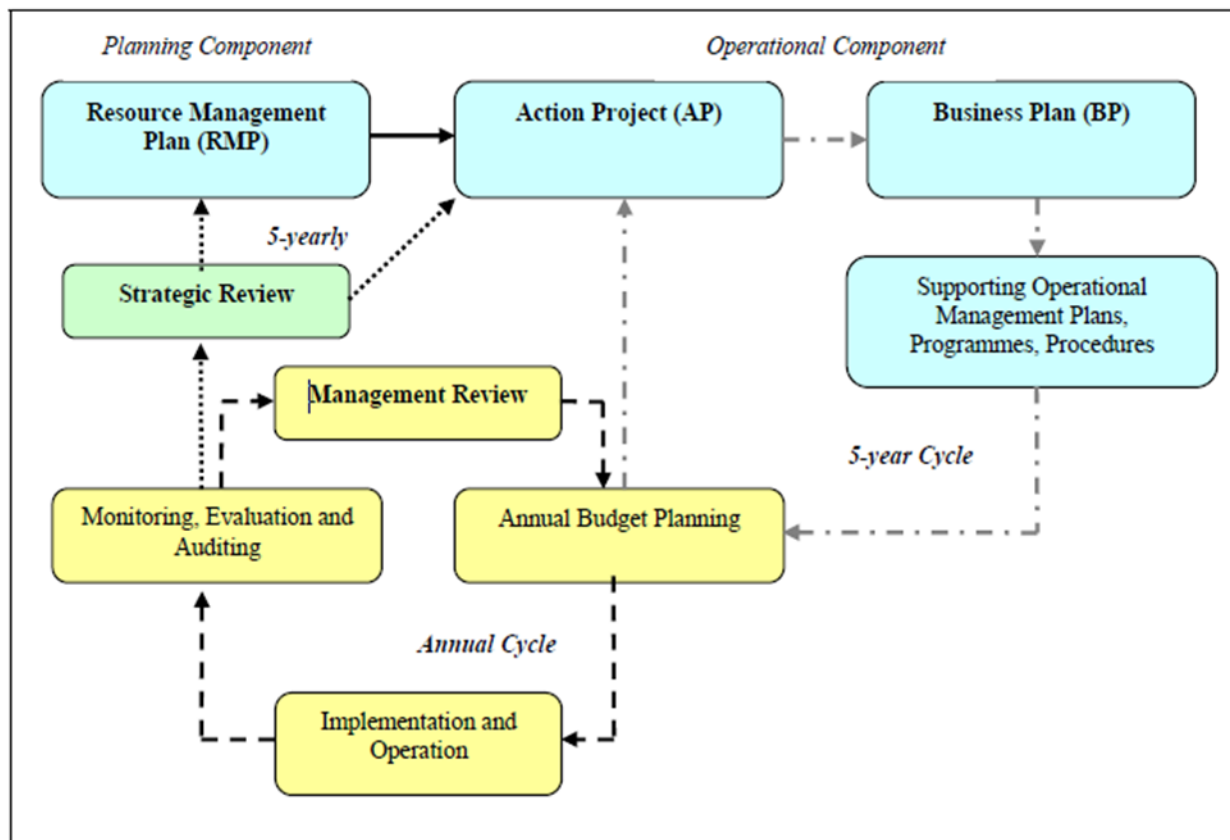 Planning Component
Operational Component
Resource Management
Plan (RMP)
Action Project (AP)
Business Plan (BP)
5-yearly
Strategic Review
Supporting Operational
Management Plans,
Programmes, Procedures
Management Review
5-year Cycle
Monitoring, Evaluation and
Auditing
Annual Budget Planning
Annual Cycle
Implementation and
Operation